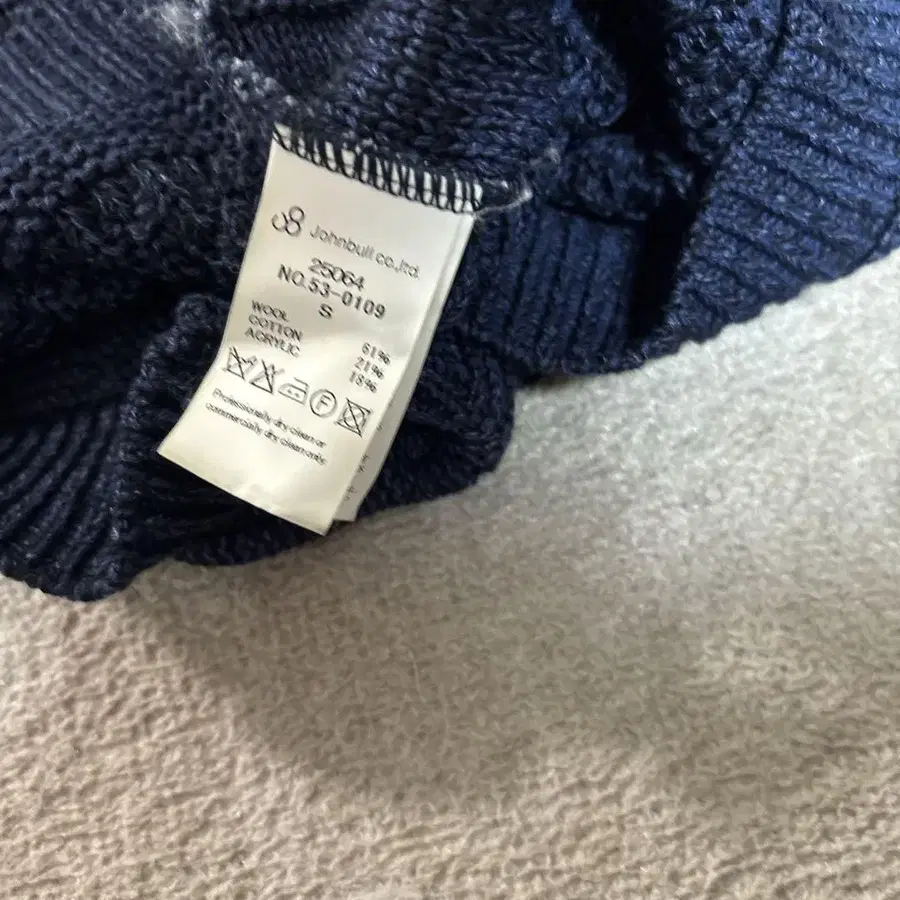 Johnbull co.,ltd.
25064
NO.53-0109
S
WOOL 61%
COTTON 21%
ACRYLIC 18%
F
Professionally dry clean or
commercially dry clean only.